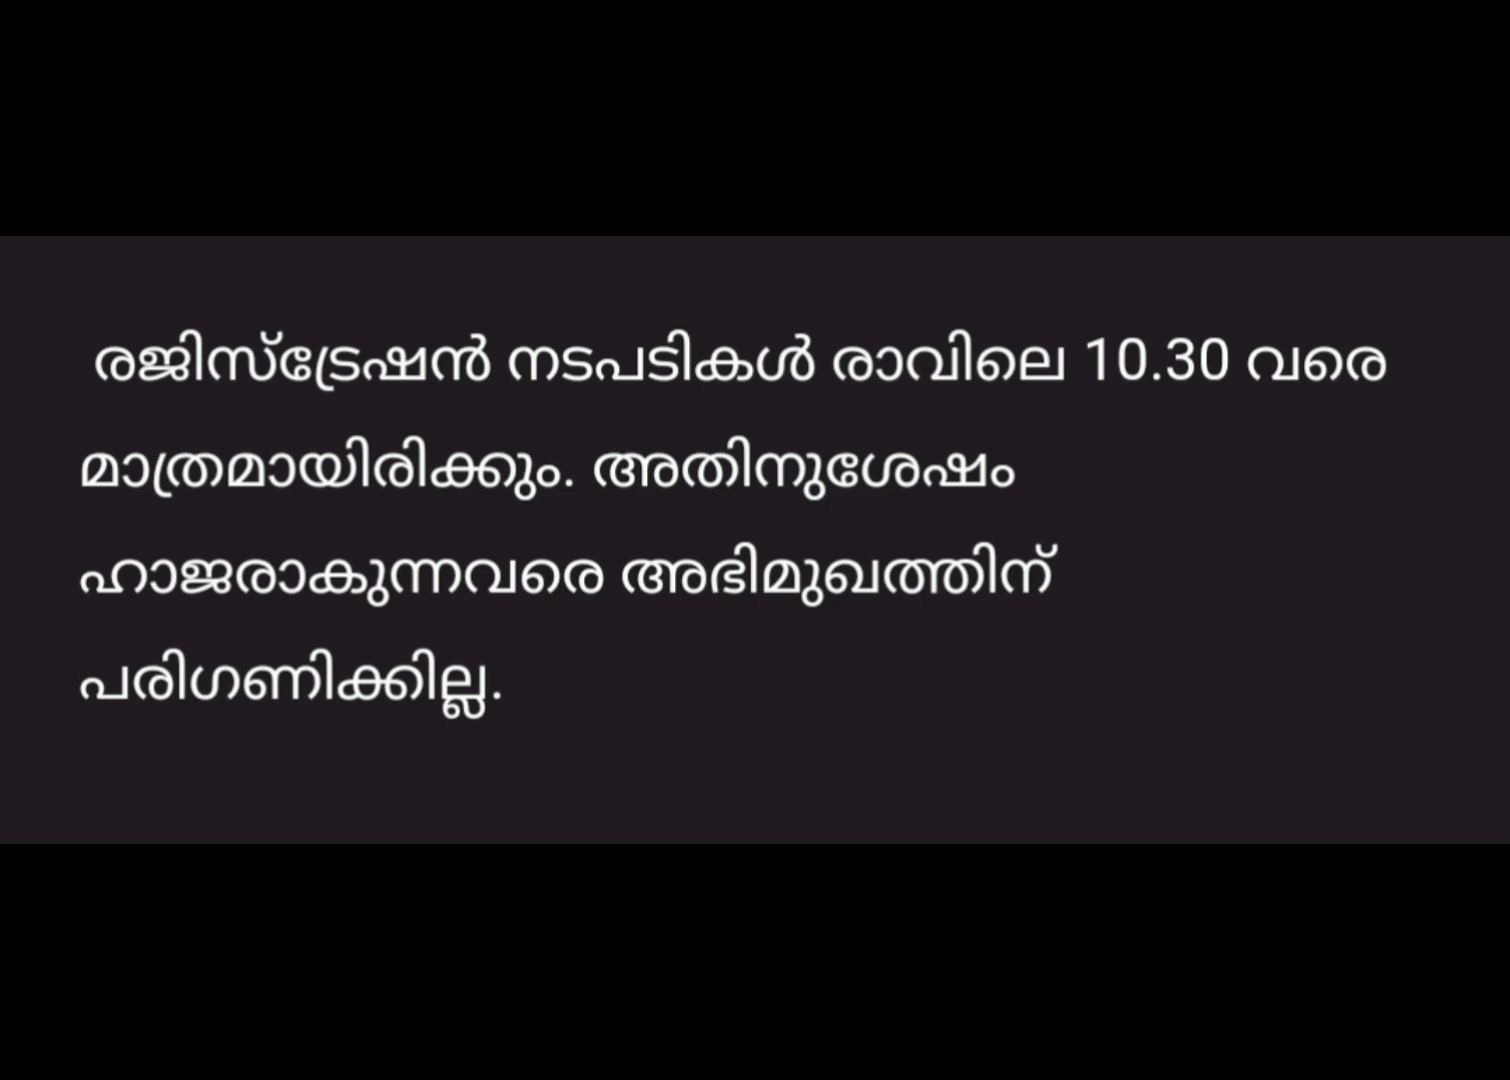 രജിസ്ട്രേഷൻ നടപടികൾ രാവിലെ 10.30 വരെ
മാത്രമായിരിക്കും. അതിനുശേഷം
ഹാജരാകുന്നവരെ അഭിമുഖത്തിന്
പരിഗണിക്കില്ല.